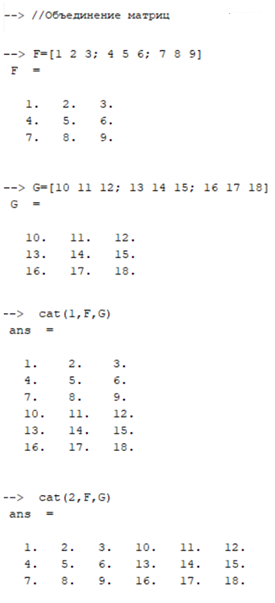 --> //Объединение матриц
--> F=[1 2 3; 4 5 6; 7 8 9]
F  =
1.   2.   3.
4.   5.   6.
7.   8.   9.
--> G=[10 11 12; 13 14 15; 16 17 18]
G  =
10.   11.   12.
13.   14.   15.
16.   17.   18.
-->  cat(1,F,G)
ans  =
1.    2.    3.
4.    5.    6.
7.    8.    9.
10.   11.   12.
13.   14.   15.
16.   17.   18.
-->  cat(2,F,G)
ans  =
1.   2.   3.   10.   11.   12.
4.   5.   6.   13.   14.   15.
7.   8.   9.   16.   17.   18.